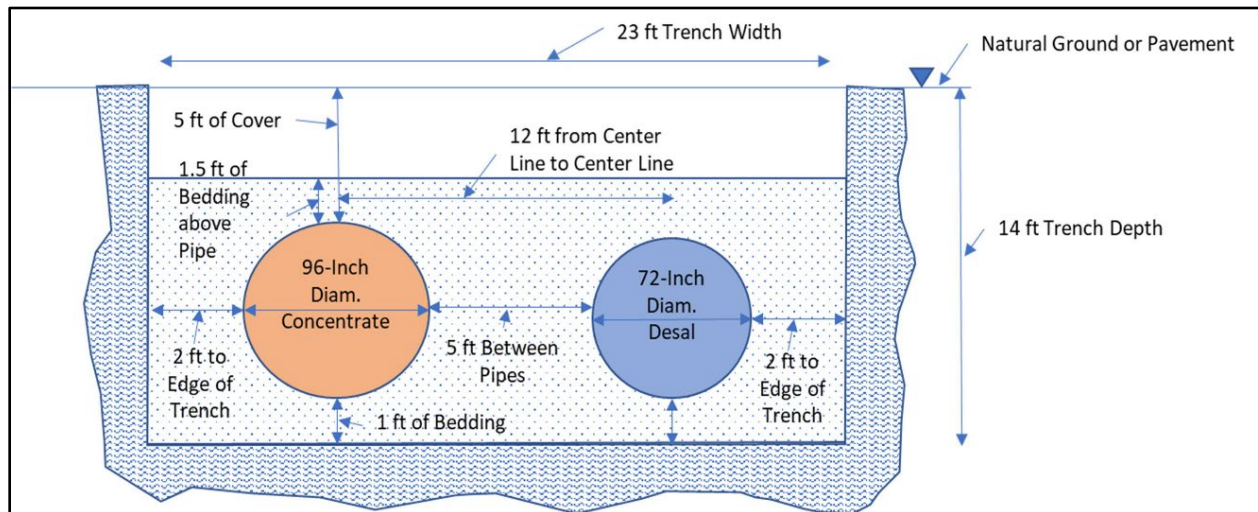 23 ft Trench Width
Natural Ground or Pavement
5 ft of Cover
12 ft from Center
Line to Center Line
1.5 ft of
Bedding
above
Pipe
14 ft Trench Depth
96-Inch
Diam.
Concentrate
72-Inch
Diam.
Desal
2 ft to
Edge of
Trench
5 ft Between
Pipes
2 ft to
Edge of
Trench
1 ft of Bedding